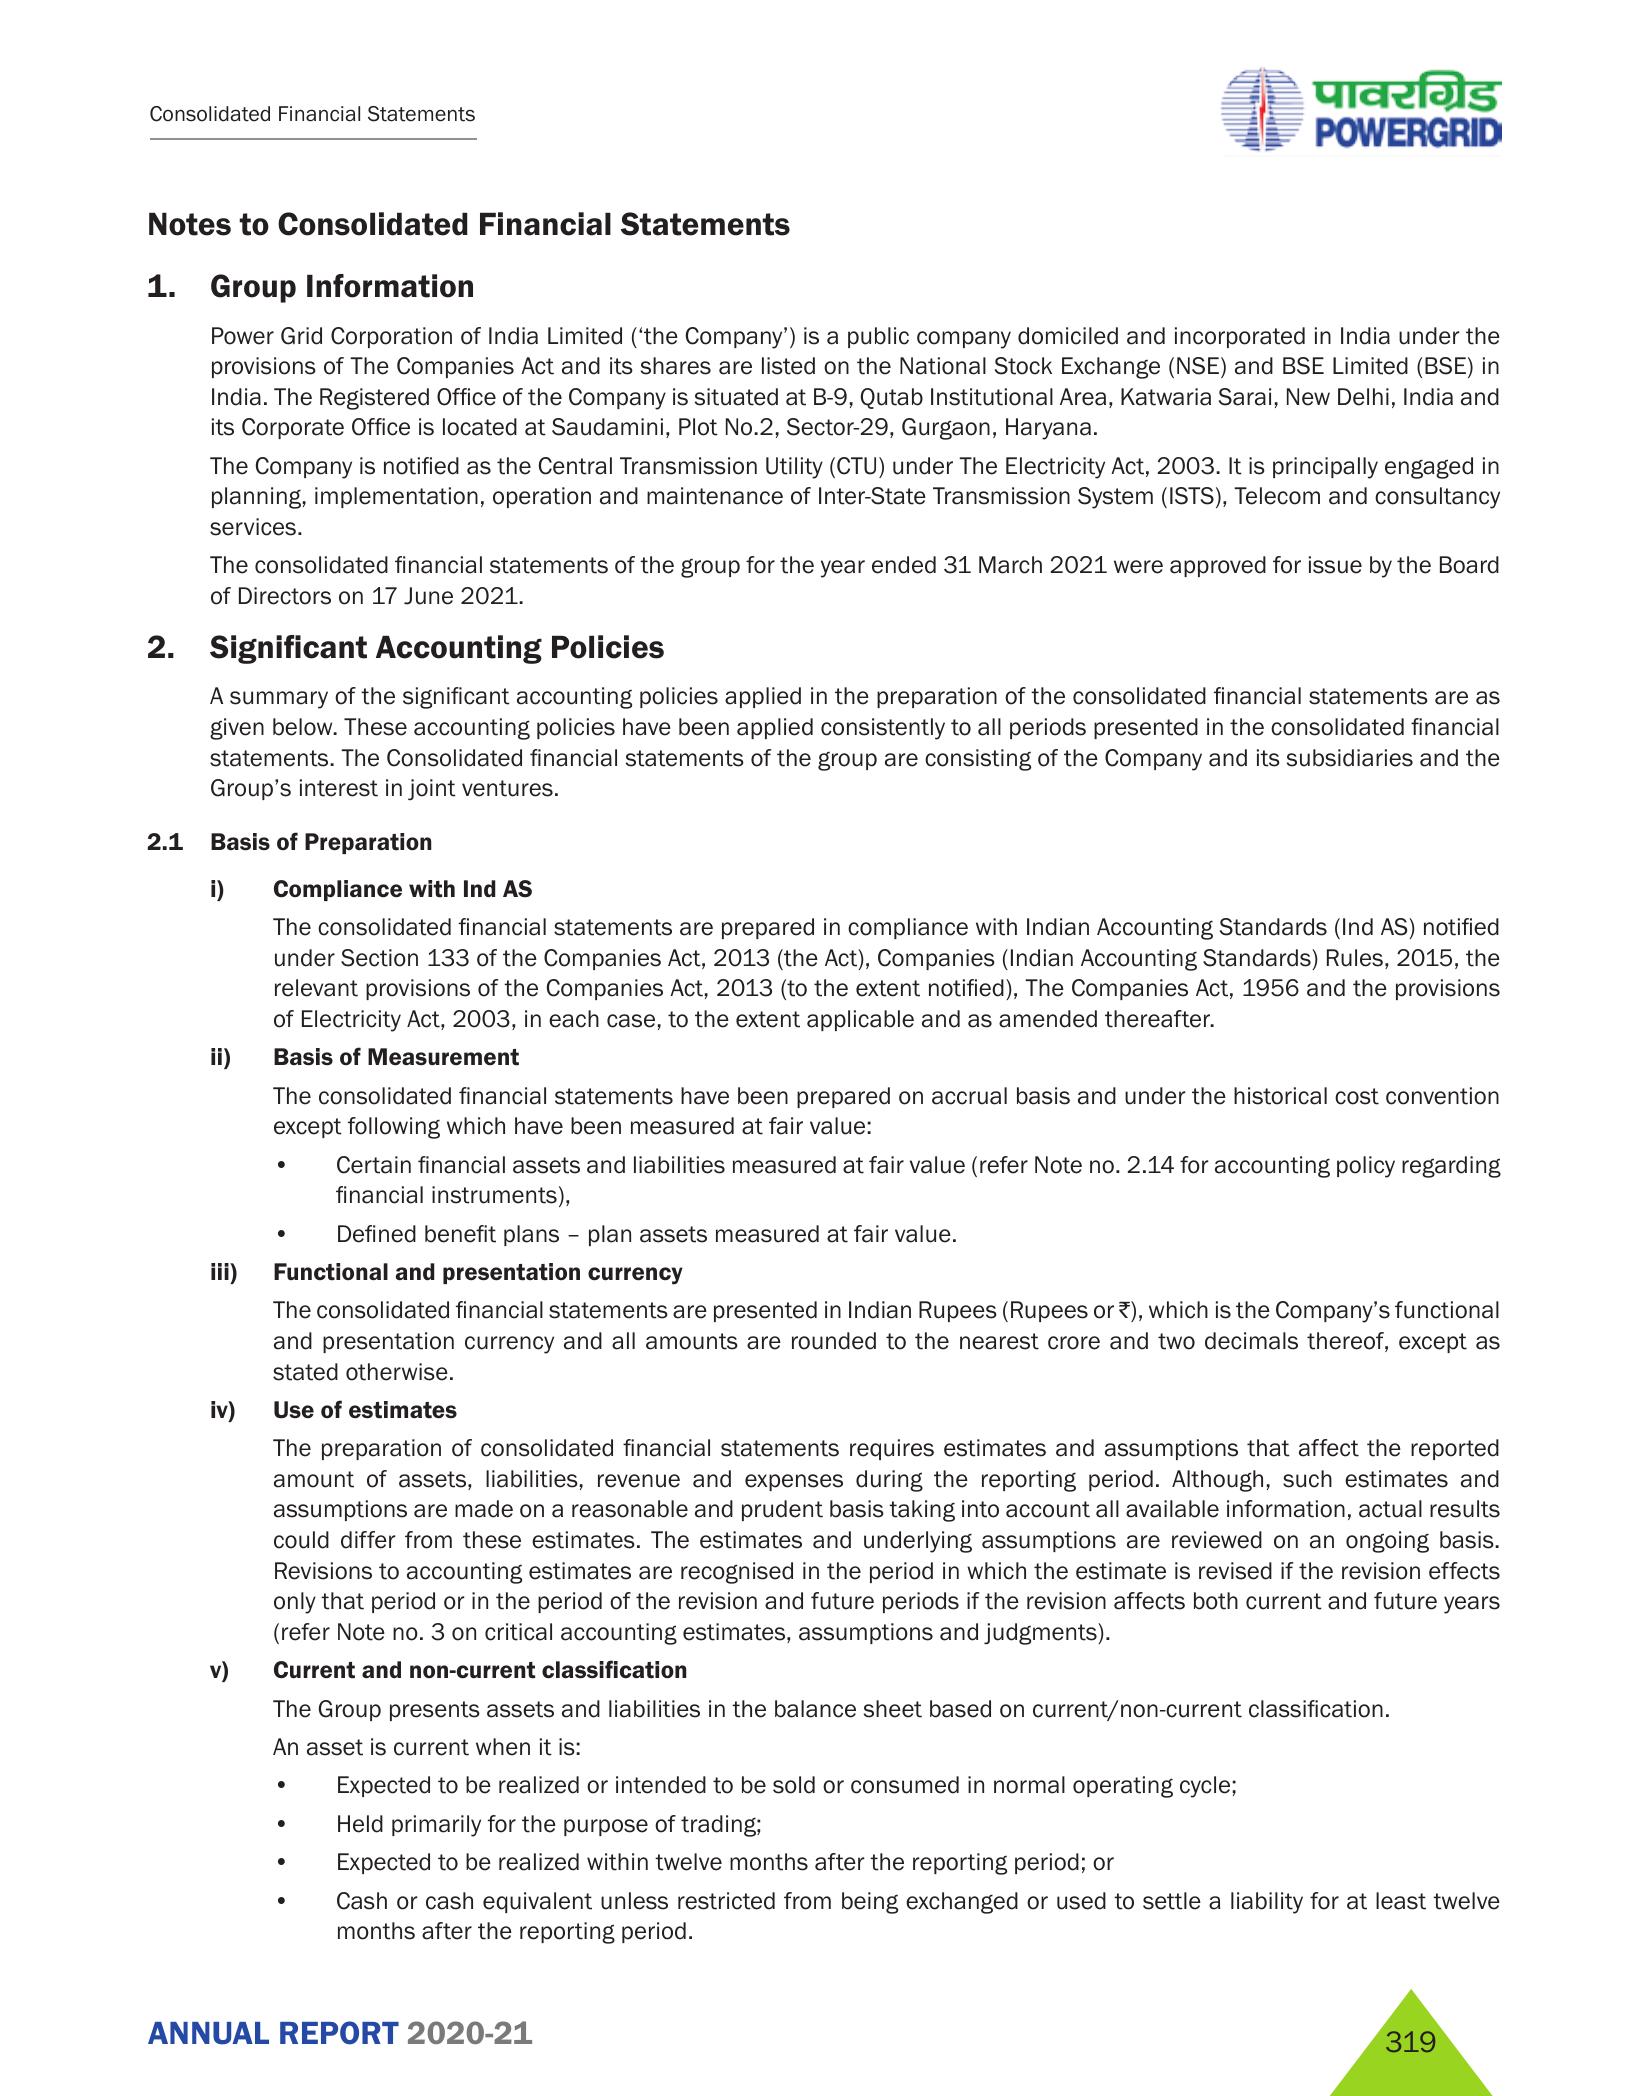 Consolidated Financial Statements
पावरग्रिड
POWERGRID
Notes to Consolidated Financial Statements
1. Group Information
Power Grid Corporation of India Limited (‘the Company’) is a public company domiciled and incorporated in India under the
provisions of The Companies Act and its shares are listed on the National Stock Exchange (NSE) and BSE Limited (BSE) in
India. The Registered Office of the Company is situated at B-9, Qutab Institutional Area, Katwaria Sarai, New Delhi, India and
its Corporate Office is located at Saudamini, Plot No.2, Sector-29, Gurgaon, Haryana.
The Company is notified as the Central Transmission Utility (CTU) under The Electricity Act, 2003. It is principally engaged in
planning, implementation, operation and maintenance of Inter-State Transmission System (ISTS), Telecom and consultancy
services.
The consolidated financial statements of the group for the year ended 31 March 2021 were approved for issue by the Board
of Directors on 17 June 2021.
2. Significant Accounting Policies
A summary of the significant accounting policies applied in the preparation of the consolidated financial statements are as
given below. These accounting policies have been applied consistently to all periods presented in the consolidated financial
statements. The Consolidated financial statements of the group are consisting of the Company and its subsidiaries and the
Group’s interest in joint ventures.
2.1 Basis of Preparation
i) Compliance with Ind AS
The consolidated financial statements are prepared in compliance with Indian Accounting Standards (Ind AS) notified
under Section 133 of the Companies Act, 2013 (the Act), Companies (Indian Accounting Standards) Rules, 2015, the
relevant provisions of the Companies Act, 2013 (to the extent notified), The Companies Act, 1956 and the provisions
of Electricity Act, 2003, in each case, to the extent applicable and as amended thereafter.
ii) Basis of Measurement
The consolidated financial statements have been prepared on accrual basis and under the historical cost convention
except following which have been measured at fair value:
• Certain financial assets and liabilities measured at fair value (refer Note no. 2.14 for accounting policy regarding
financial instruments),
• Defined benefit plans – plan assets measured at fair value.
iii) Functional and presentation currency
The consolidated financial statements are presented in Indian Rupees (Rupees or ₹), which is the Company’s functional
and presentation currency and all amounts are rounded to the nearest crore and two decimals thereof, except as
stated otherwise.
iv) Use of estimates
The preparation of consolidated financial statements requires estimates and assumptions that affect the reported
amount of assets, liabilities, revenue and expenses during the reporting period. Although, such estimates and
assumptions are made on a reasonable and prudent basis taking into account all available information, actual results
could differ from these estimates. The estimates and underlying assumptions are reviewed on an ongoing basis.
Revisions to accounting estimates are recognised in the period in which the estimate is revised if the revision effects
only that period or in the period of the revision and future periods if the revision affects both current and future years
(refer Note no. 3 on critical accounting estimates, assumptions and judgments).
v) Current and non-current classification
The Group presents assets and liabilities in the balance sheet based on current/non-current classification.
An asset is current when it is:
• Expected to be realized or intended to be sold or consumed in normal operating cycle;
• Held primarily for the purpose of trading;
• Expected to be realized within twelve months after the reporting period; or
• Cash or cash equivalent unless restricted from being exchanged or used to settle a liability for at least twelve
months after the reporting period.
ANNUAL REPORT 2020-21
319